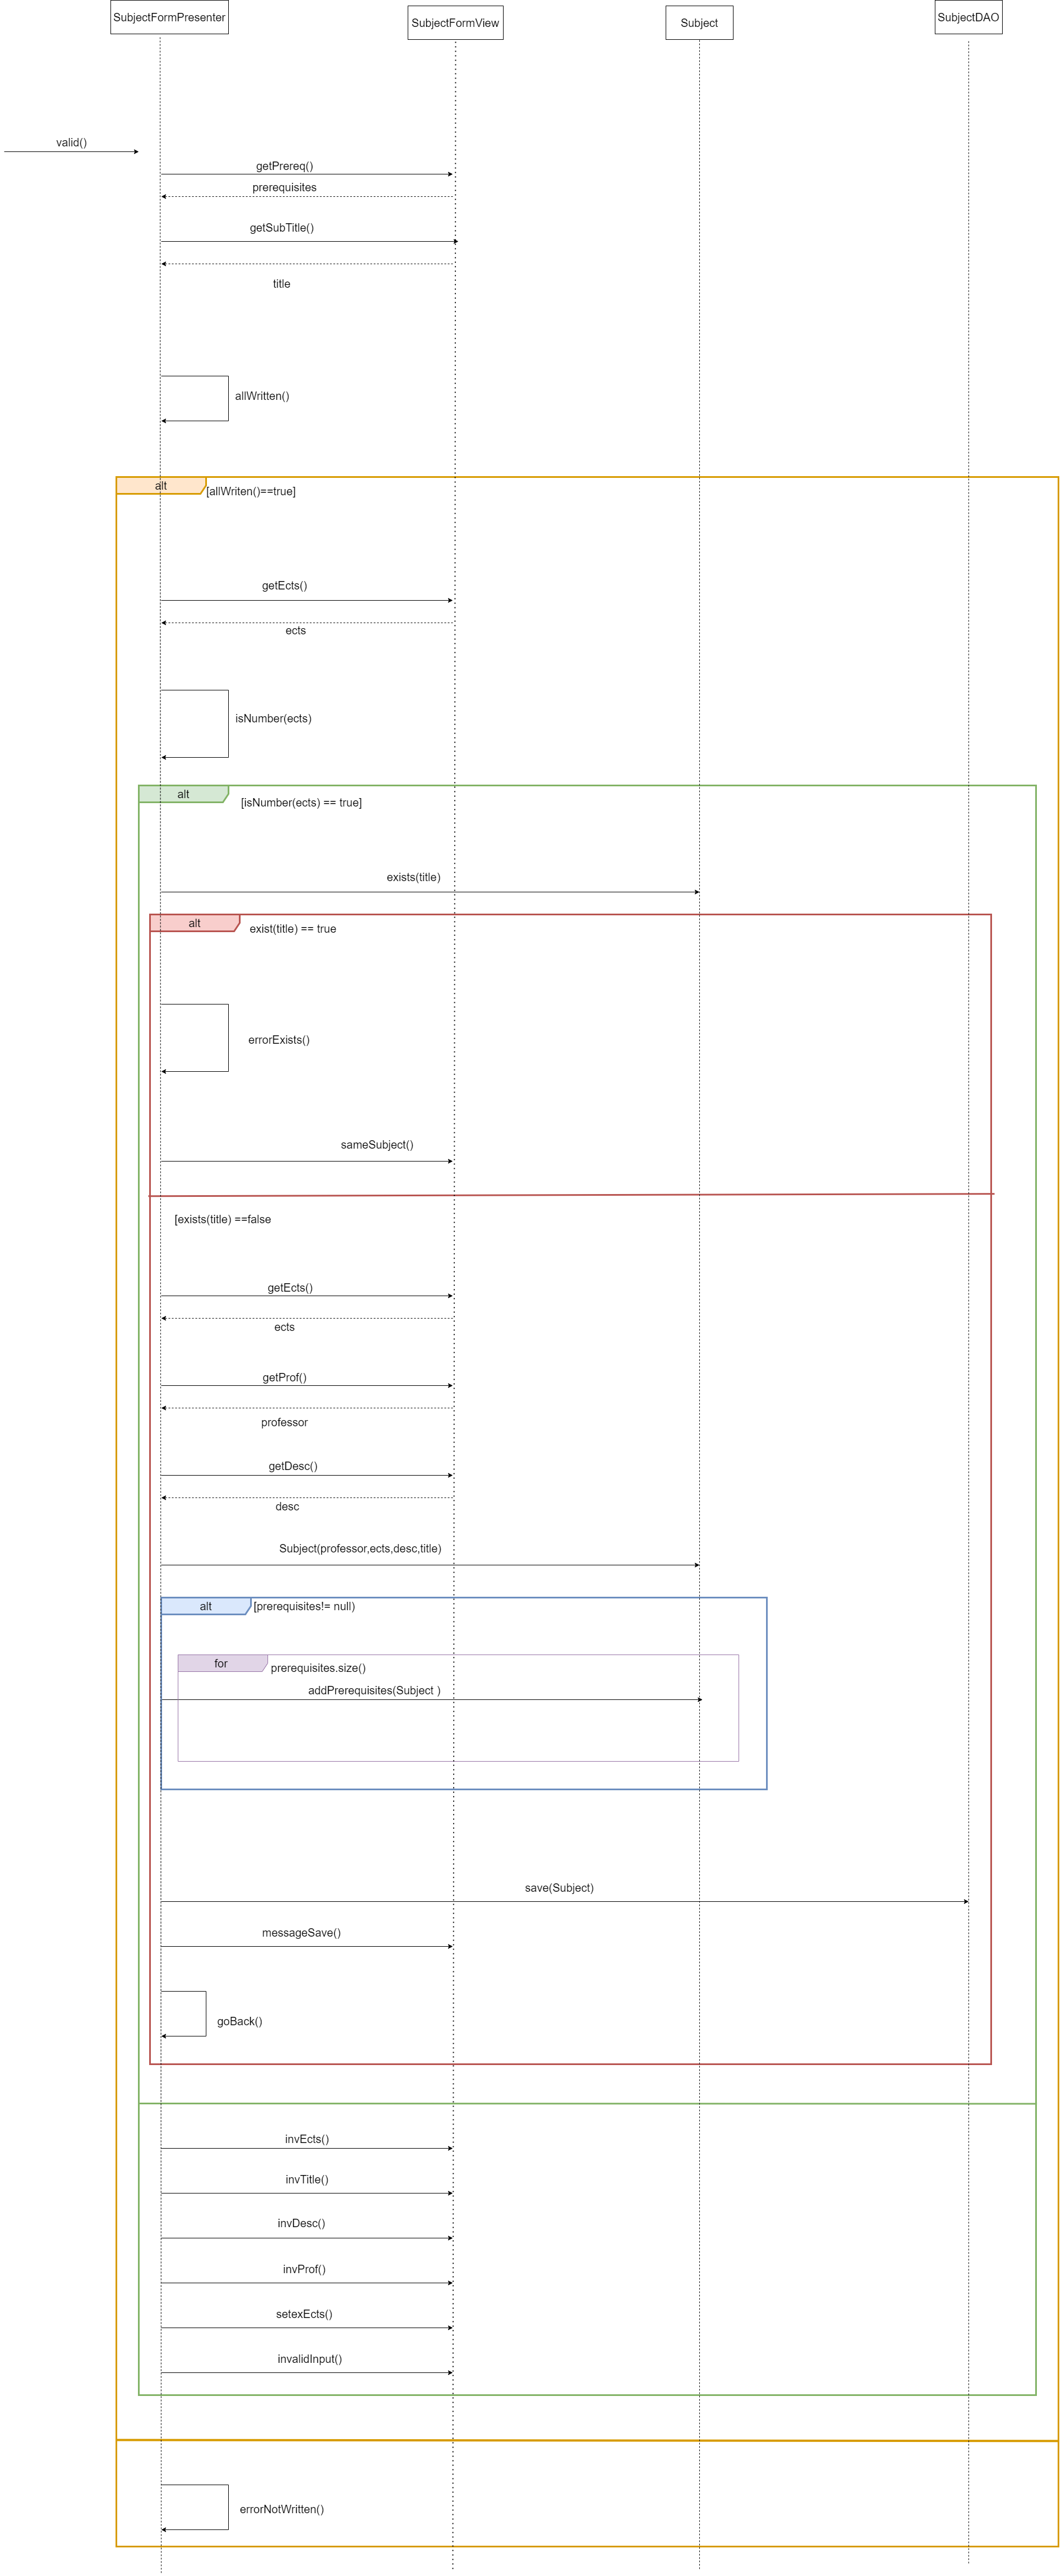 SubjectFormPresenter
SubjectFormView
Subject
SubjectDAO
valid()
getPrereq()
prerequisites
getSubTitle()
title
allWritten()
alt
[allWriten()==true]
getEcts()
ects
isNumber(ects)
alt
[isNumber(ects) == true]
exists(title)
alt
exist(title) == true
errorExists()
sameSubject()
[exists(title) ==false
getEcts()
ects
getProf()
professor
getDesc()
desc
Subject(professor,ects,desc,title)
alt
[prerequisites!= null)
for
prerequisites.size()
addPrerequisites(Subject )
save(Subject)
messageSave()
goBack()
invEcts()
invTitle()
invDesc()
invProf()
setexEcts()
invalidInput()
errorNotWritten()